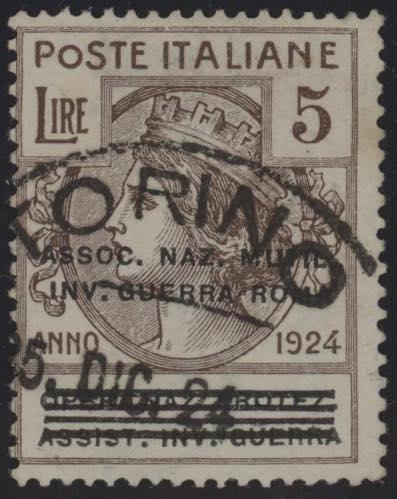 POSTE ITALIANE
LIRE 5
TORINO
ASSOC. NAZ. MUTIL.
INV. GUERRA-ROMA
ANNO 1924
25. DIC. 24
OPERA NAZ. PROTEZ.
ASSIST. INV. GUERRA